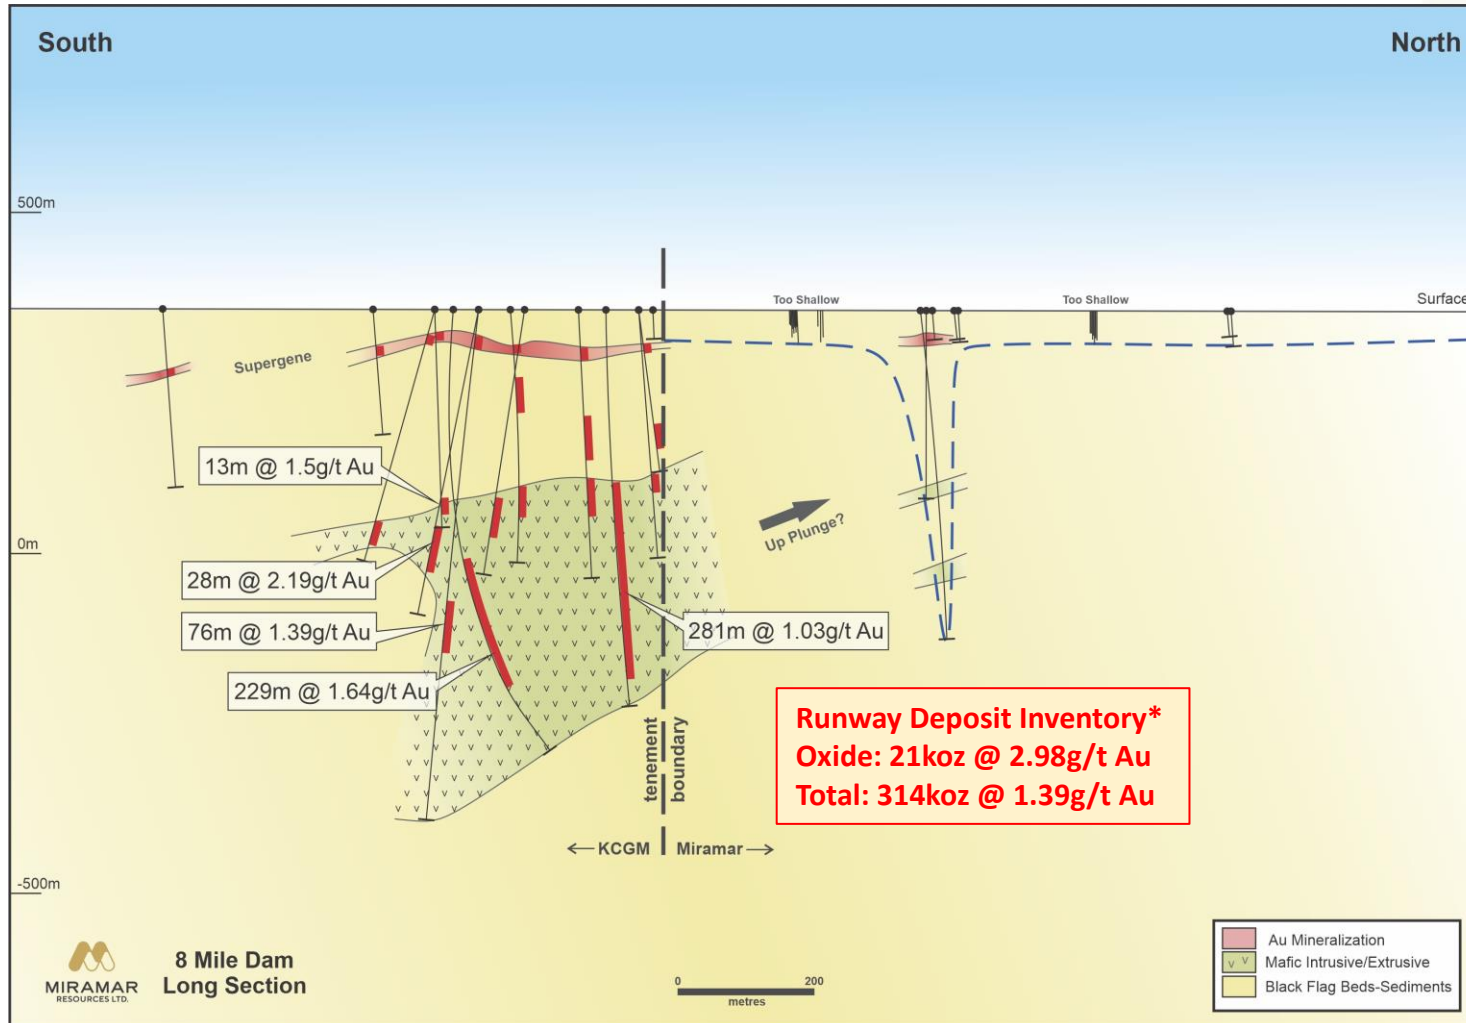 South
North
500m
Too Shallow
Too Shallow
Surface
Supergene
13m @ 1.5g/t Au
Up Plunge?
0m
28m @ 2.19g/t Au
76m @ 1.39g/t Au
281m @ 1.03g/t Au
229m @ 1.64g/t Au
Runway Deposit Inventory*
Oxide: 21koz @ 2.98g/t Au
Total: 314koz @ 1.39g/t Au
tenement
boundary
KCGM
Miramar
-500m
MIRAMAR
RESOURCES LTD.
8 Mile Dam
Long Section
0
200
metres
Au Mineralization
v v
Mafic Intrusive/Extrusive
Black Flag Beds-Sediments